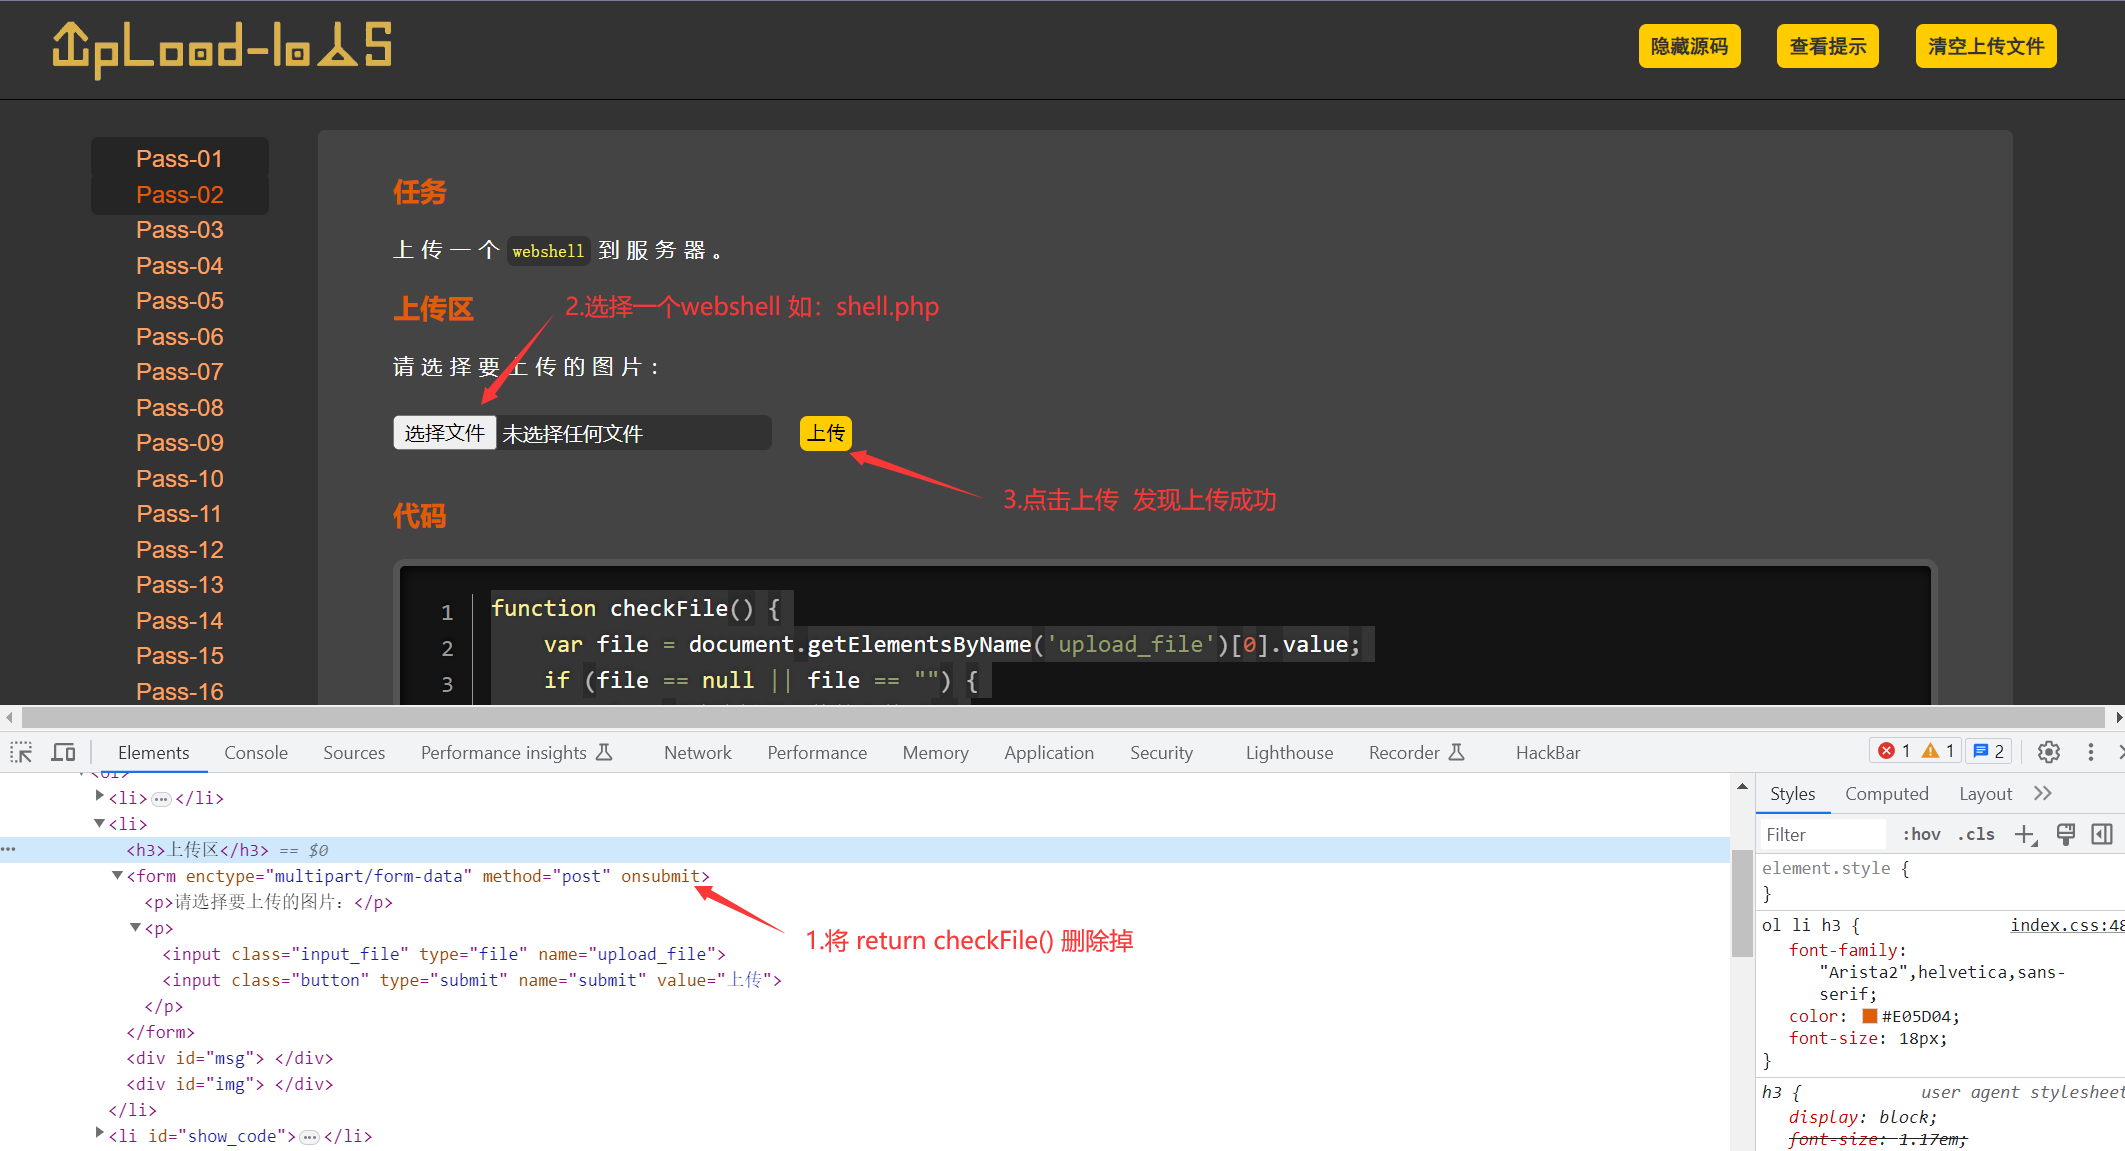 UpLoad-labS
隐藏源码 查看提示 清空上传文件
Pass-01
Pass-02
Pass-03
Pass-04
Pass-05
Pass-06
Pass-07
Pass-08
Pass-09
Pass-10
Pass-11
Pass-12
Pass-13
Pass-14
Pass-15
Pass-16
任务
上传一个 webshell 到服务器。
上传区
2.选择一个webshell 如：shell.php
请选择要上传的图片：
选择文件 未选择任何文件 上传
3.点击上传 发现上传成功
代码
1 function checkFile() {
2 var file = document.getElementsByName('upload_file')[0].value;
3 if (file == null || file == "") {
Elements Console Sources Performance insights Network Performance Memory Application Security Lighthouse Recorder HackBar 1 1 2
<li>…</li>
<li>
<h3>上传区</h3> == $0
<form enctype="multipart/form-data" method="post" onsubmit>
<p>请选择要上传的图片：</p>
<p>
1.将 return checkFile() 删除掉
<input class="input_file" type="file" name="upload_file">
<input class="button" type="submit" name="submit" value="上传">
</p>
</form>
<div id="msg"> </div>
<div id="img"> </div>
</li>
<li id="show_code">…</li>
Styles Computed Layout
Filter :hov .cls
element.style {
}
ol li h3 { index.css:48
font-family:
"Arista2",helvetica,sans-
serif;
color: #E05D04;
font-size: 18px;
}
h3 { user agent stylesheet
display: block;
font-size: 1.17em;